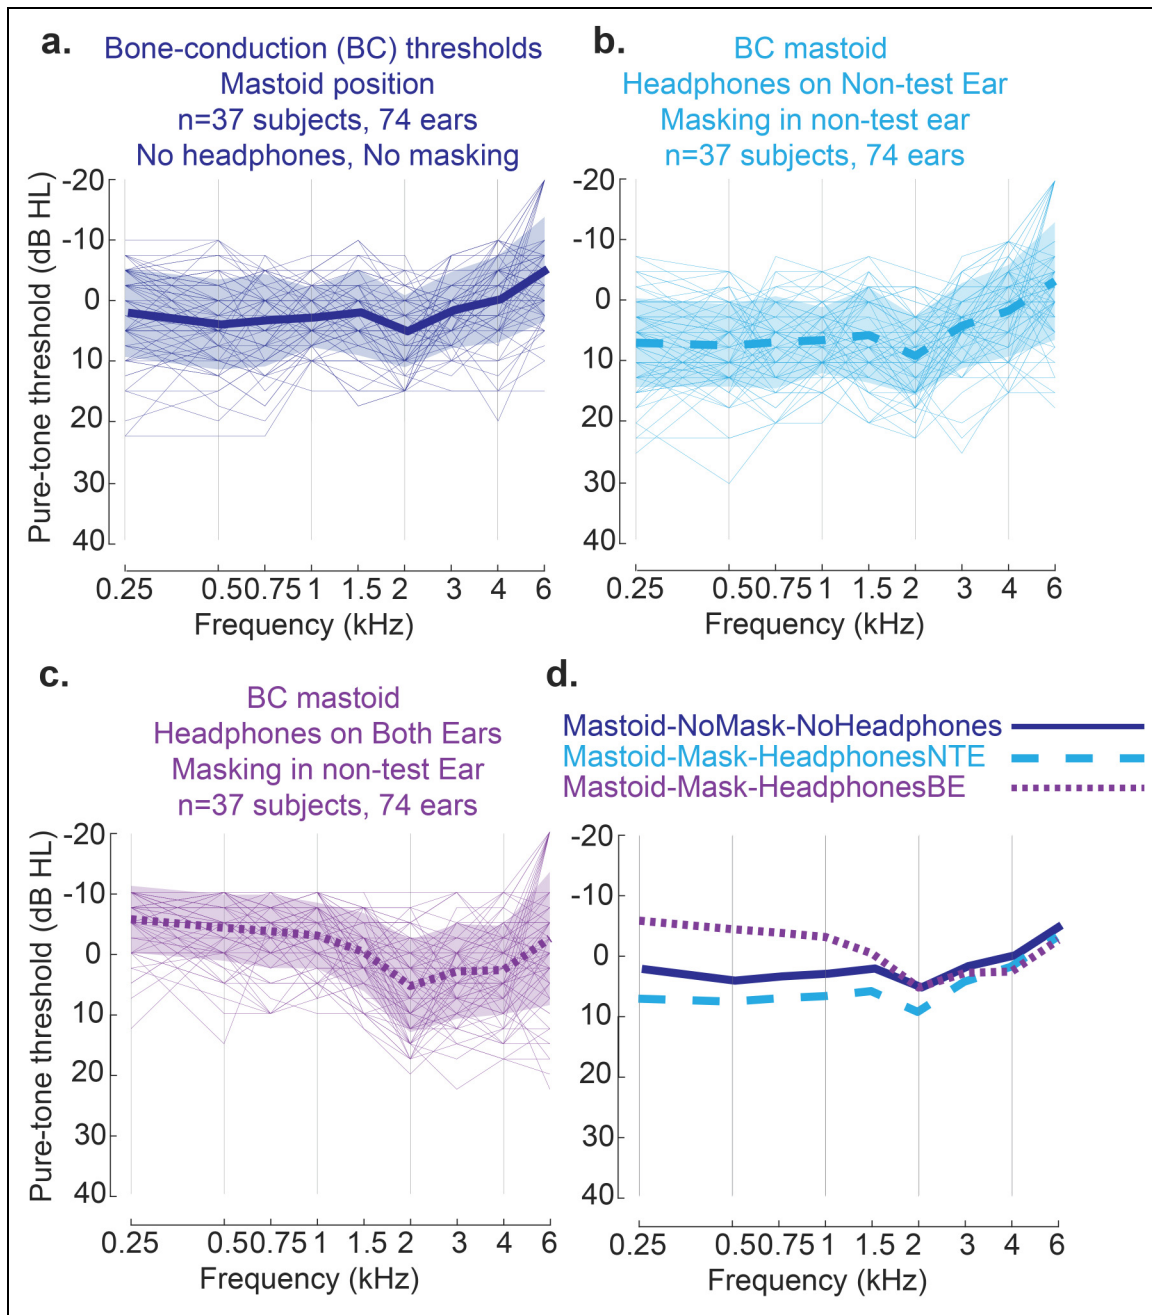 a.
Bone-conduction (BC) thresholds
Mastoid position
n=37 subjects, 74 ears
No headphones, No masking
Pure-tone threshold (dB HL)
-20
-10
0
10
20
30
40
0.25 0.50.75 1 1.5 2 3 4 6
Frequency (kHz)
b.
BC mastoid
Headphones on Non-test Ear
Masking in non-test ear
n=37 subjects, 74 ears
-20
-10
0
10
20
30
40
0.25 0.50.75 1 1.5 2 3 4 6
Frequency (kHz)
c.
BC mastoid
Headphones on Both Ears
Masking in non-test Ear
n=37 subjects, 74 ears
Pure-tone threshold (dB HL)
-20
-10
0
10
20
30
40
0.25 0.50.75 1 1.5 2 3 4 6
Frequency (kHz)
d.
Mastoid-NoMask-NoHeadphones
Mastoid-Mask-HeadphonesNTE
Mastoid-Mask-HeadphonesBE
-20
-10
0
10
20
30
40
0.25 0.50.75 1 1.5 2 3 4 6
Frequency (kHz)